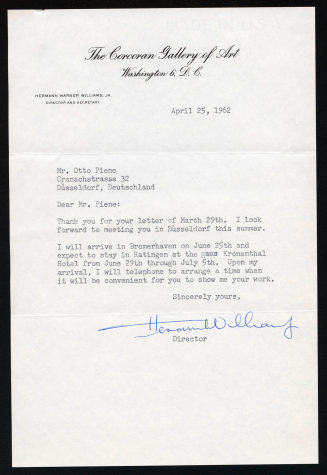 The Corcoran Gallery of Art
Washington 6, D. C.
HERMANN WARNER WILLIAMS, JR.
DIRECTOR AND SECRETARY
April 25, 1962
Mr. Otto Piene
Cranachstrasse 32
Düsseldorf, Deutschland
Dear Mr. Piene:
Thank you for your letter of March 29th. I look
forward to meeting you in Düsseldorf this summer.
I will arrive in Bremerhaven on June 25th and
expect to stay in Ratingen at the Haus Kronsnthal
Hotel from June 29th through July 5th. Upon my
arrival, I will telephone to arrange a time when
it will be convenient for you to show me your work.
Sincerely yours,
Hermann Williams Jr
Director